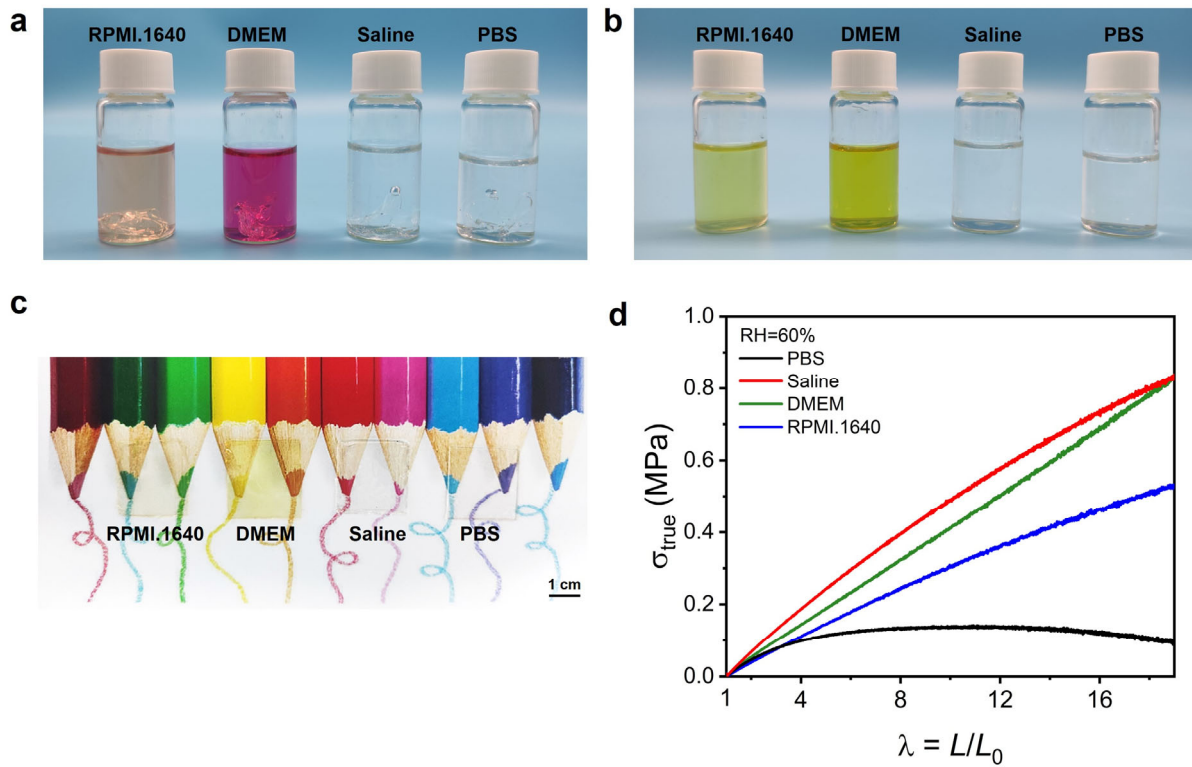 a
RPMI.1640 DMEM Saline PBS
b
RPMI.1640 DMEM Saline PBS
c
RPMI.1640 DMEM Saline PBS
1 cm
d
RH=60%
PBS
Saline
DMEM
RPMI.1640
1.0
0.8
0.6
0.4
0.2
0.0
σtrue (MPa)
1 4 8 12 16
λ = L/L0